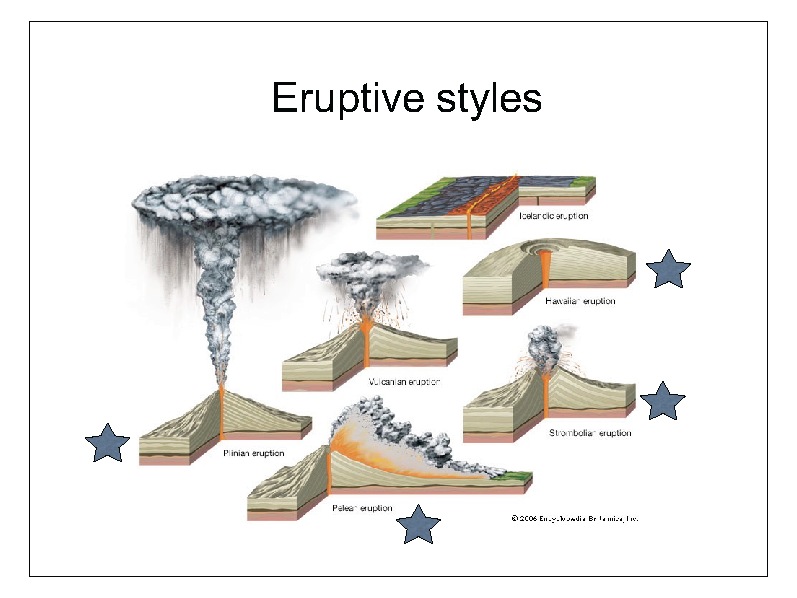 Eruptive styles
Icelandic eruption
Hawaiian eruption
Vulcanian eruption
Strombolian eruption
Plinian eruption
Pelean eruption
© 2006 Encyclopædia Britannica, Inc.